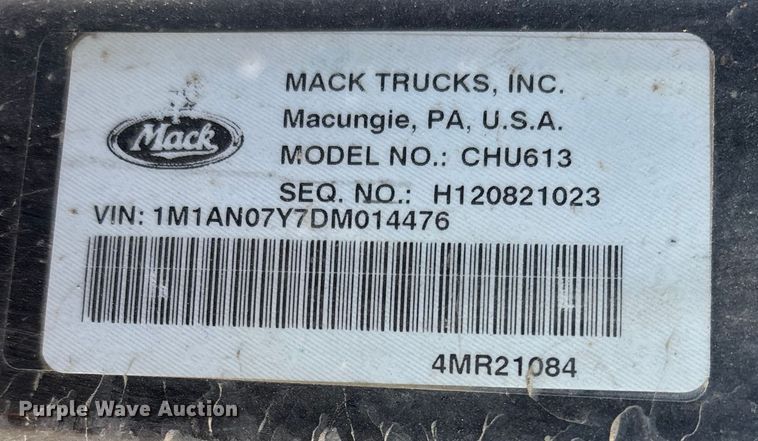 MACK TRUCKS, INC.
Mack
Macungie, PA, U.S.A.
MODEL NO.: CHU613
SEQ. NO.: H120821023
VIN: 1M1AN07Y7DM014476
4MR21084
Purple Wave Auction